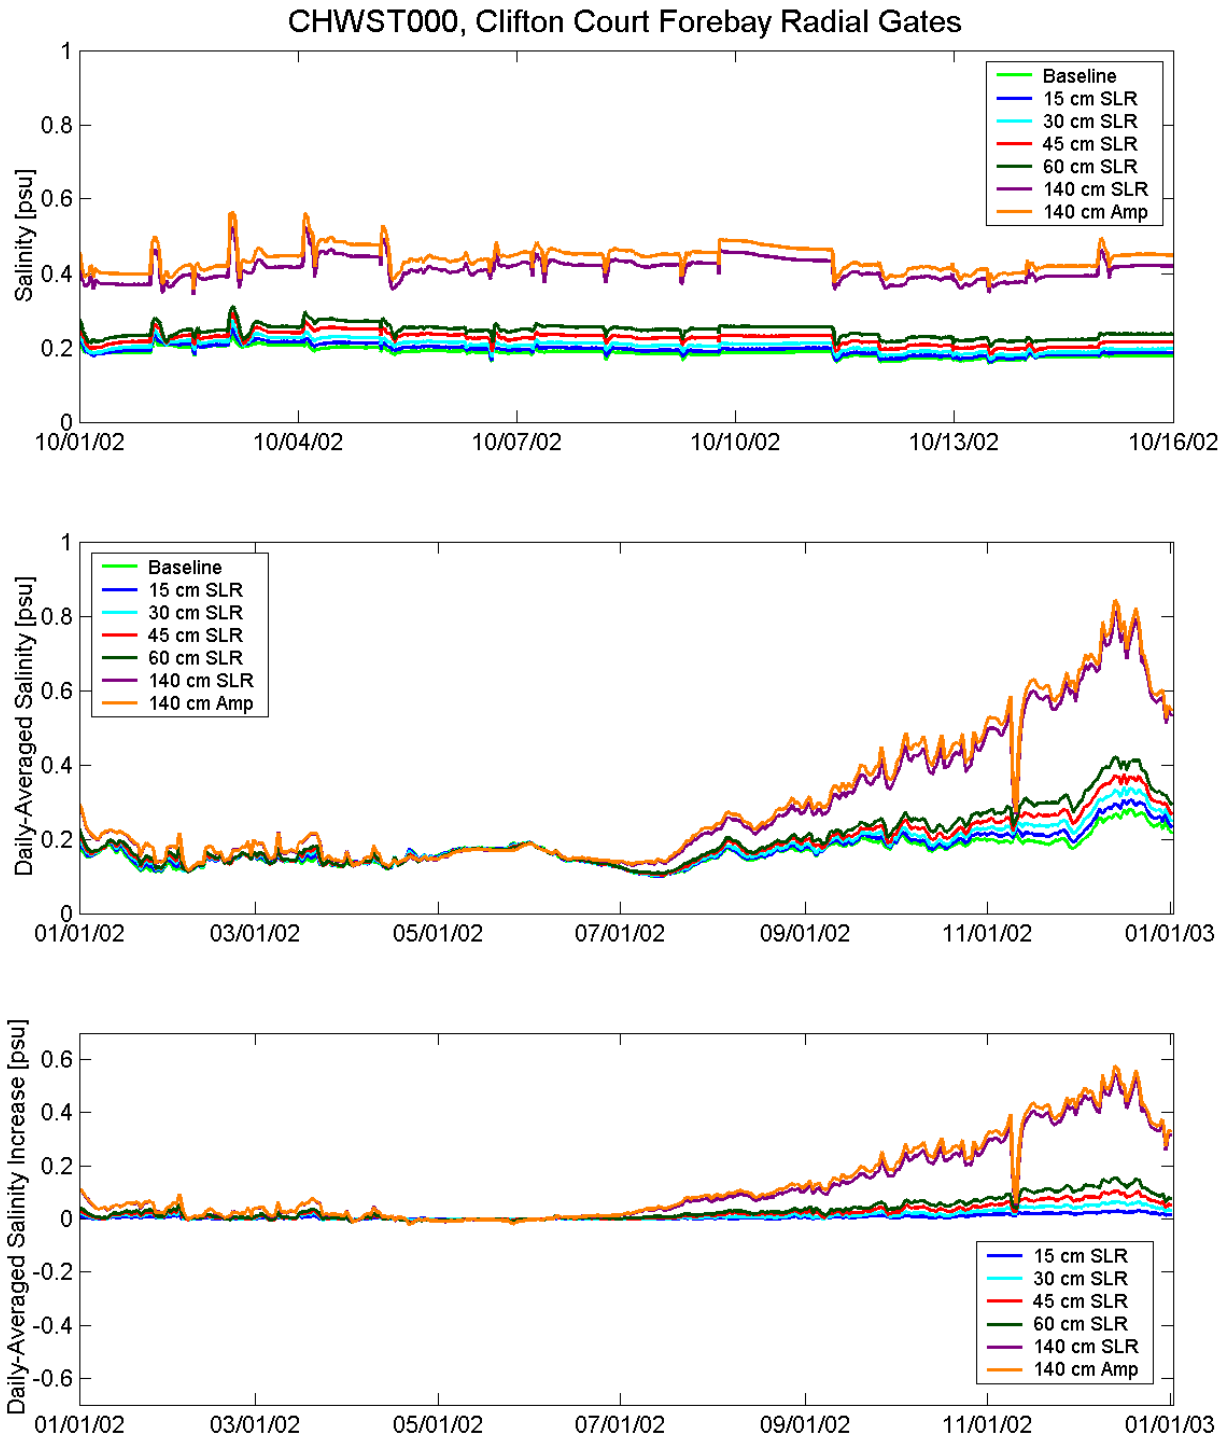 CHWST000, Clifton Court Forebay Radial Gates
Salinity [psu]
1
0.8
0.6
0.4
0.2
0
Baseline
15 cm SLR
30 cm SLR
45 cm SLR
60 cm SLR
140 cm SLR
140 cm Amp
10/01/02 10/04/02 10/07/02 10/10/02 10/13/02 10/16/02
Daily-Averaged Salinity [psu]
1
0.8
0.6
0.4
0.2
0
Baseline
15 cm SLR
30 cm SLR
45 cm SLR
60 cm SLR
140 cm SLR
140 cm Amp
01/01/02 03/01/02 05/01/02 07/01/02 09/01/02 11/01/02 01/01/03
Daily-Averaged Salinity Increase [psu]
0.6
0.4
0.2
0
-0.2
-0.4
-0.6
15 cm SLR
30 cm SLR
45 cm SLR
60 cm SLR
140 cm SLR
140 cm Amp
01/01/02 03/01/02 05/01/02 07/01/02 09/01/02 11/01/02 01/01/03